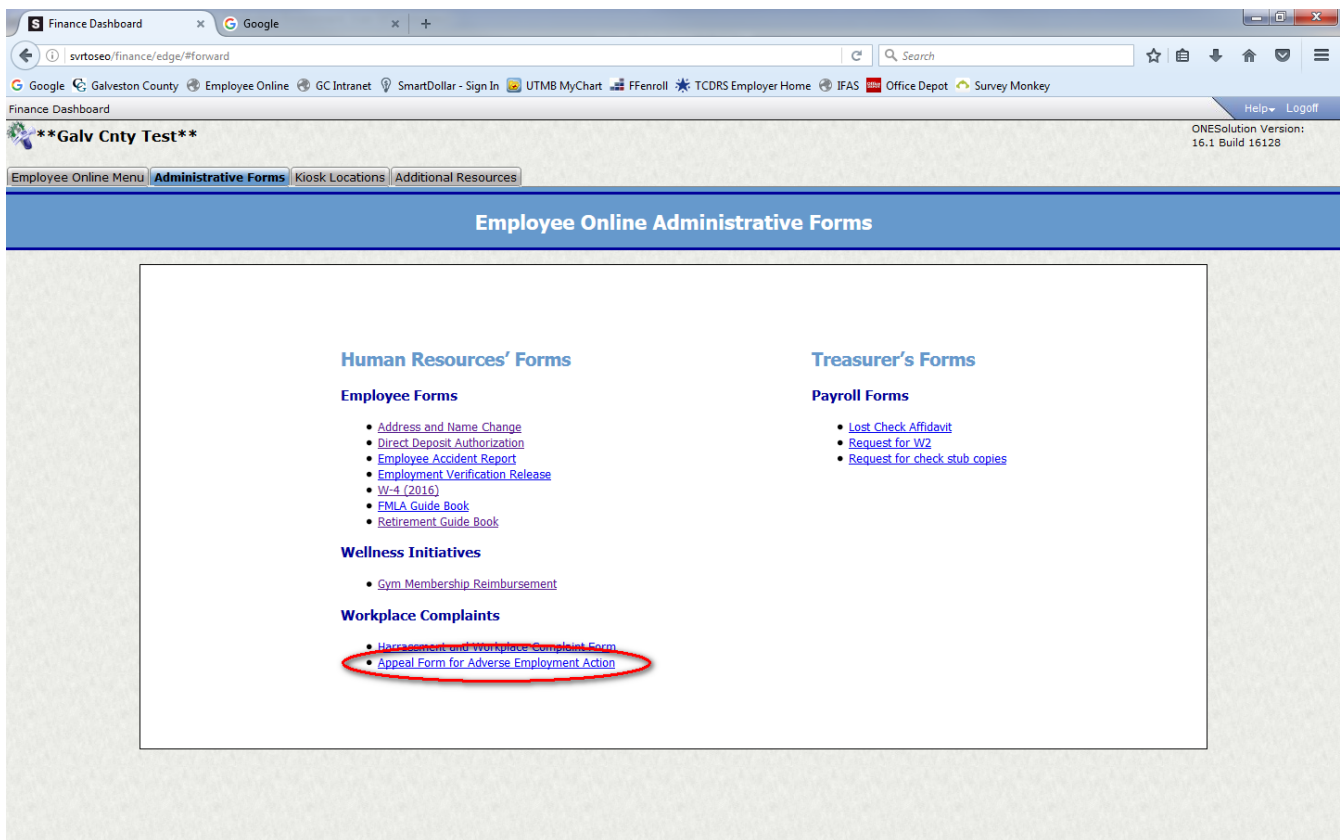 Finance Dashboard
Google
svrtoseo/finance/edge/#forward
Search
Google Galveston County Employee Online GC Intranet SmartDollar - Sign In UTMB MyChart FFenroll TCDRS Employer Home IFAS Office Depot Survey Monkey
Finance Dashboard
Help Logoff
**Galv Cnty Test**
ONESolution Version:
16.1 Build 16128
Employee Online Menu Administrative Forms Kiosk Locations Additional Resources
Employee Online Administrative Forms
Human Resources' Forms
Employee Forms
• Address and Name Change
• Direct Deposit Authorization
• Employee Accident Report
• Employment Verification Release
• W-4 (2016)
• FMLA Guide Book
• Retirement Guide Book
Wellness Initiatives
• Gym Membership Reimbursement
Workplace Complaints
• Harrassment and Workplace Complaint Form
• Appeal Form for Adverse Employment Action
Treasurer's Forms
Payroll Forms
• Lost Check Affidavit
• Request for W2
• Request for check stub copies